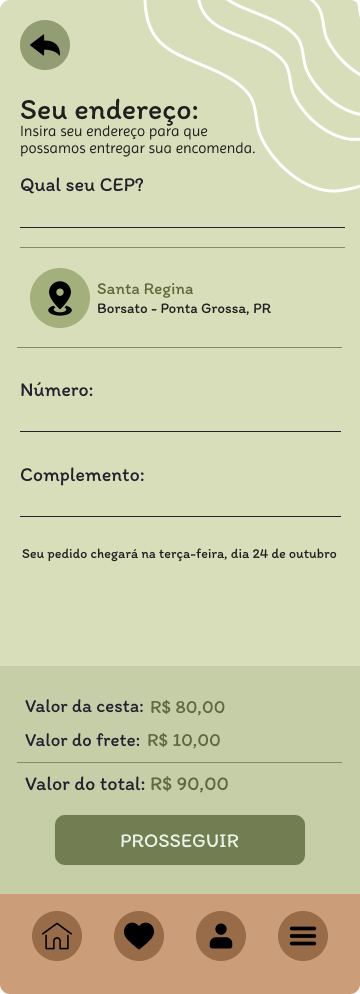 Seu endereço:
Insira seu endereço para que
possamos entregar sua encomenda.
Qual seu CEP?
Santa Regina
Borsato - Ponta Grossa, PR
Número:
Complemento:
Seu pedido chegará na terça-feira, dia 24 de outubro
Valor da cesta: R$ 80,00
Valor do frete: R$ 10,00
Valor do total: R$ 90,00
PROSSEGUIR